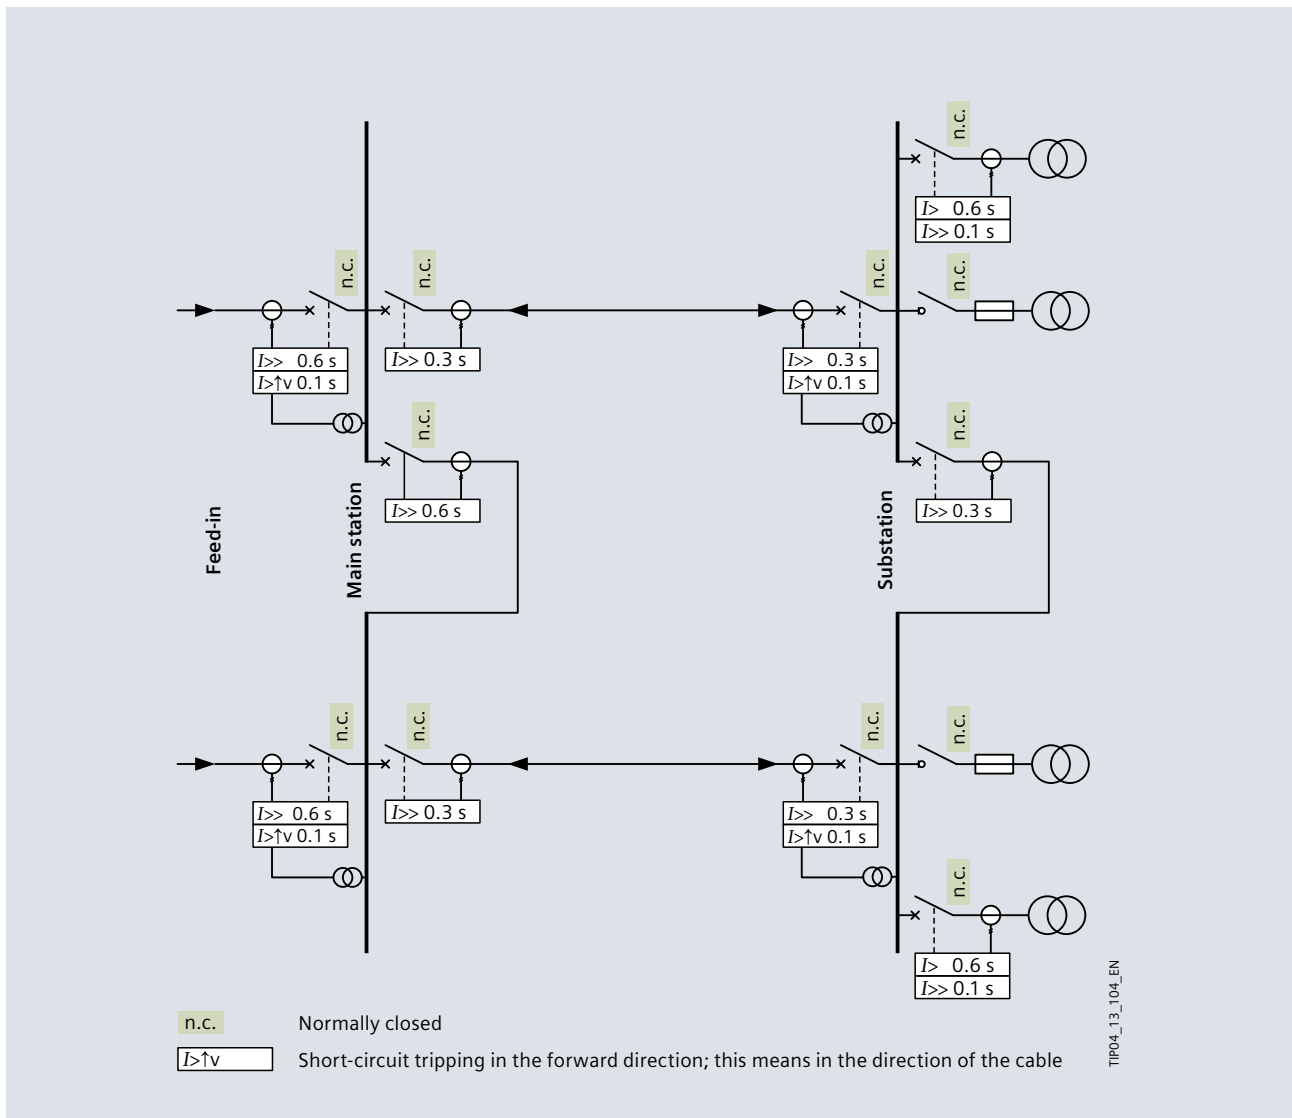 n.c.
I> 0.6 s
I>> 0.1 s
n.c.
n.c.
n.c.
n.c.
I>> 0.6 s
I>↑v 0.1 s
I>> 0.3 s
I>> 0.3 s
I>↑v 0.1 s
n.c.
n.c.
I>> 0.6 s
I>> 0.3 s
Feed-in
Main station
Substation
n.c.
n.c.
n.c.
n.c.
I>> 0.6 s
I>↑v 0.1 s
I>> 0.3 s
I>> 0.3 s
I>↑v 0.1 s
n.c.
I> 0.6 s
I>> 0.1 s
n.c. Normally closed
I>↑v Short-circuit tripping in the forward direction; this means in the direction of the cable
TIP04_13_104_EN